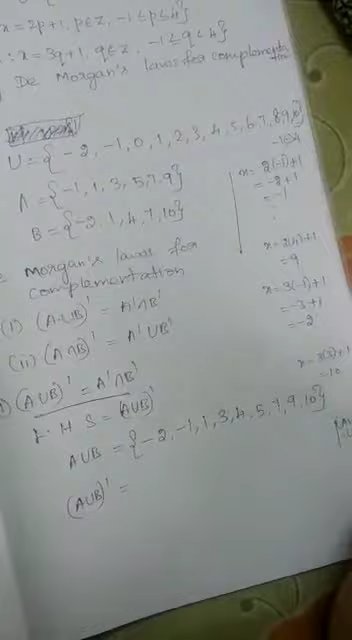 x=2p+1, p∈z, -1≤p≤4}
∴ x=3q+1, q∈z, -1≤q<4}
De Morgan's laws for complementation
U = {-2, -1, 0, 1, 2, 3, 4, 5, 6, 7, 8, 9, 10}
A = {-1, 1, 3, 5, 7, 9}
B = {-2, 1, 4, 7, 10}
x = 2(-1)+1
= -2+1
= -1
x = 2(4)+1
= 9
x = 3(-1)+1
= -3+1
= -2
x = 3(3)+1
= 10
Morgan's laws for
complementation
(i) (A∪B)' = A'∩B'
(ii) (A∩B)' = A'∪B'
(A∪B)' = A'∩B'
L.H.S = (A∪B)'
A∪B = {-2, -1, 1, 3, 4, 5, 7, 9, 10}
(A∪B)' =